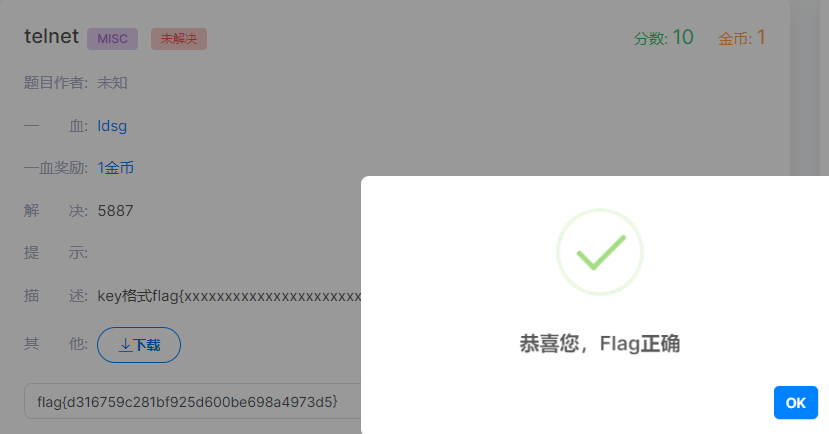 telnet MISC 未解决 分数: 10 金币: 1
题目作者: 未知
一 血: ldsg
一血奖励: 1金币
解 决: 5887
提 示:
描 述: key格式flag{xxxxxxxxxxxxxxxxxxxxxxx
其 他: 下载
恭喜您，Flag正确
flag{d316759c281bf925d600be698a4973d5}
OK